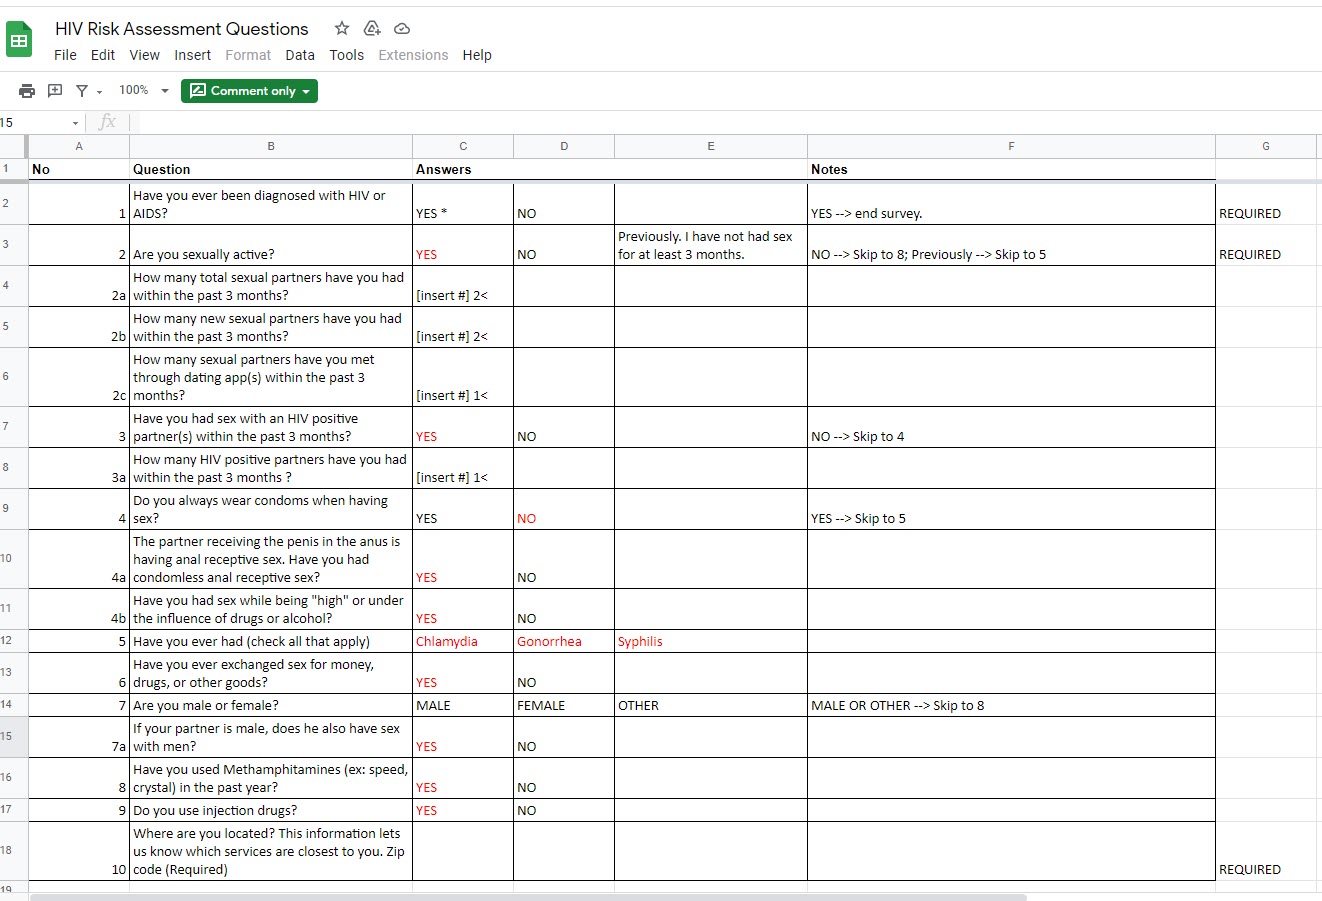 HIV Risk Assessment Questions
File Edit View Insert Format Data Tools Extensions Help
100% Comment only
15 fx
A B C D E F G
1 No Question Answers Notes
2 1 Have you ever been diagnosed with HIV or
AIDS? YES * NO YES --> end survey. REQUIRED
3 2 Are you sexually active? YES NO Previously. I have not had sex
for at least 3 months. NO --> Skip to 8; Previously --> Skip to 5 REQUIRED
4 2a How many total sexual partners have you had
within the past 3 months? [insert #] 2<
5 2b How many new sexual partners have you had
within the past 3 months? [insert #] 2<
6 2c How many sexual partners have you met
through dating app(s) within the past 3
months? [insert #] 1<
7 3 Have you had sex with an HIV positive
partner(s) within the past 3 months? YES NO NO --> Skip to 4
8 3a How many HIV positive partners have you had
within the past 3 months ? [insert #] 1<
9 4 Do you always wear condoms when having
sex? YES NO YES --> Skip to 5
10 4a The partner receiving the penis in the anus is
having anal receptive sex. Have you had
condomless anal receptive sex? YES NO
11 4b Have you had sex while being "high" or under
the influence of drugs or alcohol? YES NO
12 5 Have you ever had (check all that apply) Chlamydia Gonorrhea Syphilis
13 6 Have you ever exchanged sex for money,
drugs, or other goods? YES NO
14 7 Are you male or female? MALE FEMALE OTHER MALE OR OTHER --> Skip to 8
15 7a If your partner is male, does he also have sex
with men? YES NO
16 8 Have you used Methamphitamines (ex: speed,
crystal) in the past year? YES NO
17 9 Do you use injection drugs? YES NO
18 10 Where are you located? This information lets
us know which services are closest to you. Zip
code (Required) REQUIRED
19